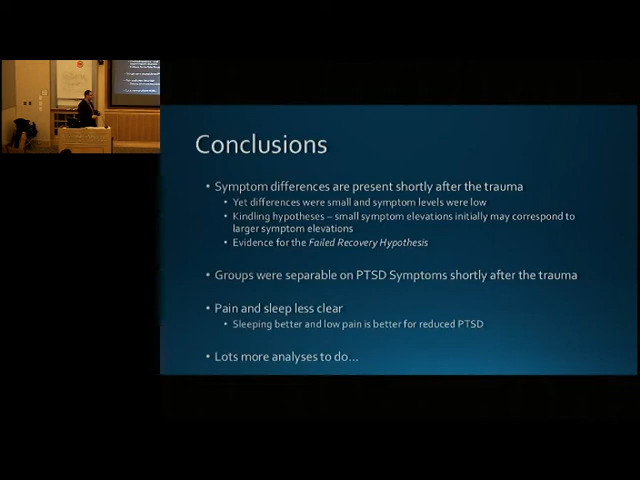 Conclusions
• Symptom differences are present shortly after the trauma
• Yet differences were small and symptom levels were low
• Kindling hypotheses – small symptom elevations initially may correspond to
larger symptom elevations
• Evidence for the Failed Recovery Hypothesis
• Groups were separable on PTSD Symptoms shortly after the trauma
• Pain and sleep less clear
• Sleeping better and low pain is better for reduced PTSD
• Lots more analyses to do...